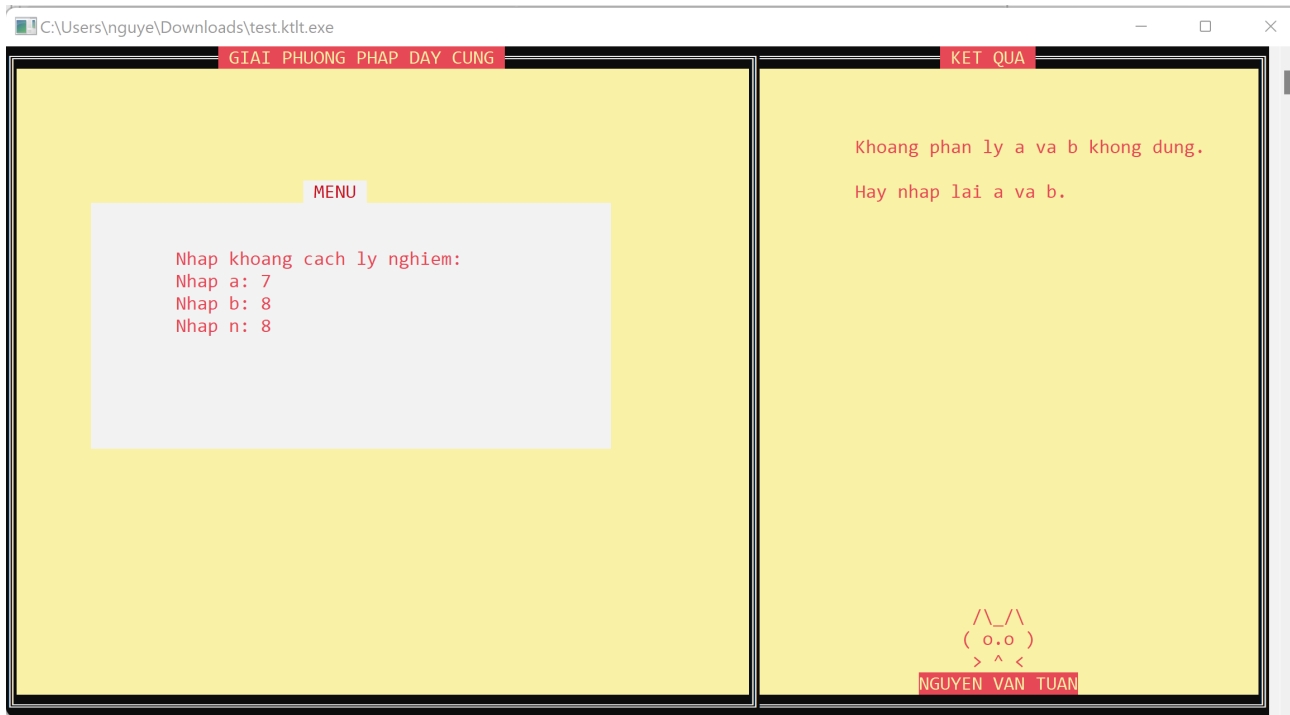 C:\Users\nguye\Downloads\test.ktlt.exe
GIAI PHUONG PHAP DAY CUNG
MENU
Nhap khoang cach ly nghiem:
Nhap a: 7
Nhap b: 8
Nhap n: 8
KET QUA
Khoang phan ly a va b khong dung.
Hay nhap lai a va b.
/\_/\
( o.o )
> ^ <
NGUYEN VAN TUAN